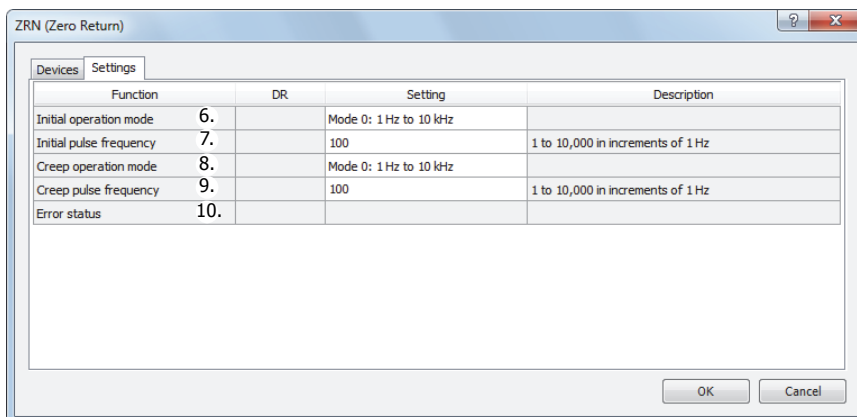 ZRN (Zero Return)
Devices Settings
Function DR Setting Description
Initial operation mode 6. Mode 0: 1 Hz to 10 kHz
Initial pulse frequency 7. 100 1 to 10,000 in increments of 1 Hz
Creep operation mode 8. Mode 0: 1 Hz to 10 kHz
Creep pulse frequency 9. 100 1 to 10,000 in increments of 1 Hz
Error status 10.
OK Cancel